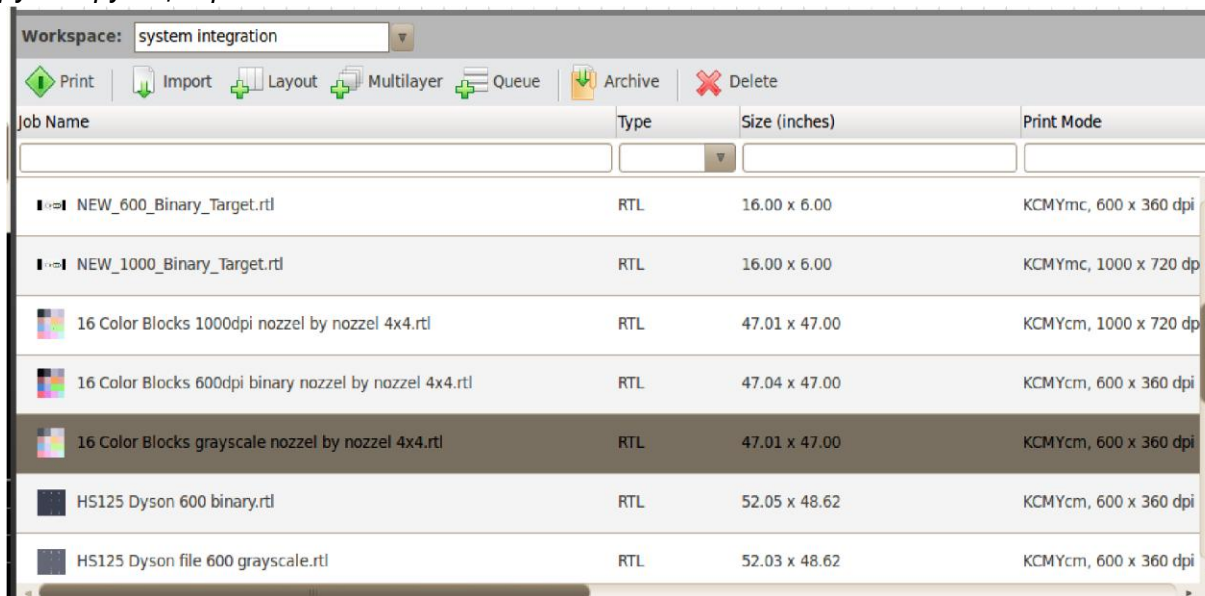 Workspace: system integration
Print Import Layout Multilayer Queue Archive Delete
Job Name Type Size (inches) Print Mode
NEW_600_Binary_Target.rtl RTL 16.00 x 6.00 KCMYmc, 600 x 360 dpi
NEW_1000_Binary_Target.rtl RTL 16.00 x 6.00 KCMYmc, 1000 x 720 dp
16 Color Blocks 1000dpi nozzel by nozzel 4x4.rtl RTL 47.01 x 47.00 KCMYcm, 1000 x 720 dp
16 Color Blocks 600dpi binary nozzel by nozzel 4x4.rtl RTL 47.04 x 47.00 KCMYcm, 600 x 360 dpi
16 Color Blocks grayscale nozzel by nozzel 4x4.rtl RTL 47.01 x 47.00 KCMYcm, 600 x 360 dpi
HS125 Dyson 600 binary.rtl RTL 52.05 x 48.62 KCMYcm, 600 x 360 dpi
HS125 Dyson file 600 grayscale.rtl RTL 52.03 x 48.62 KCMYcm, 600 x 360 dpi